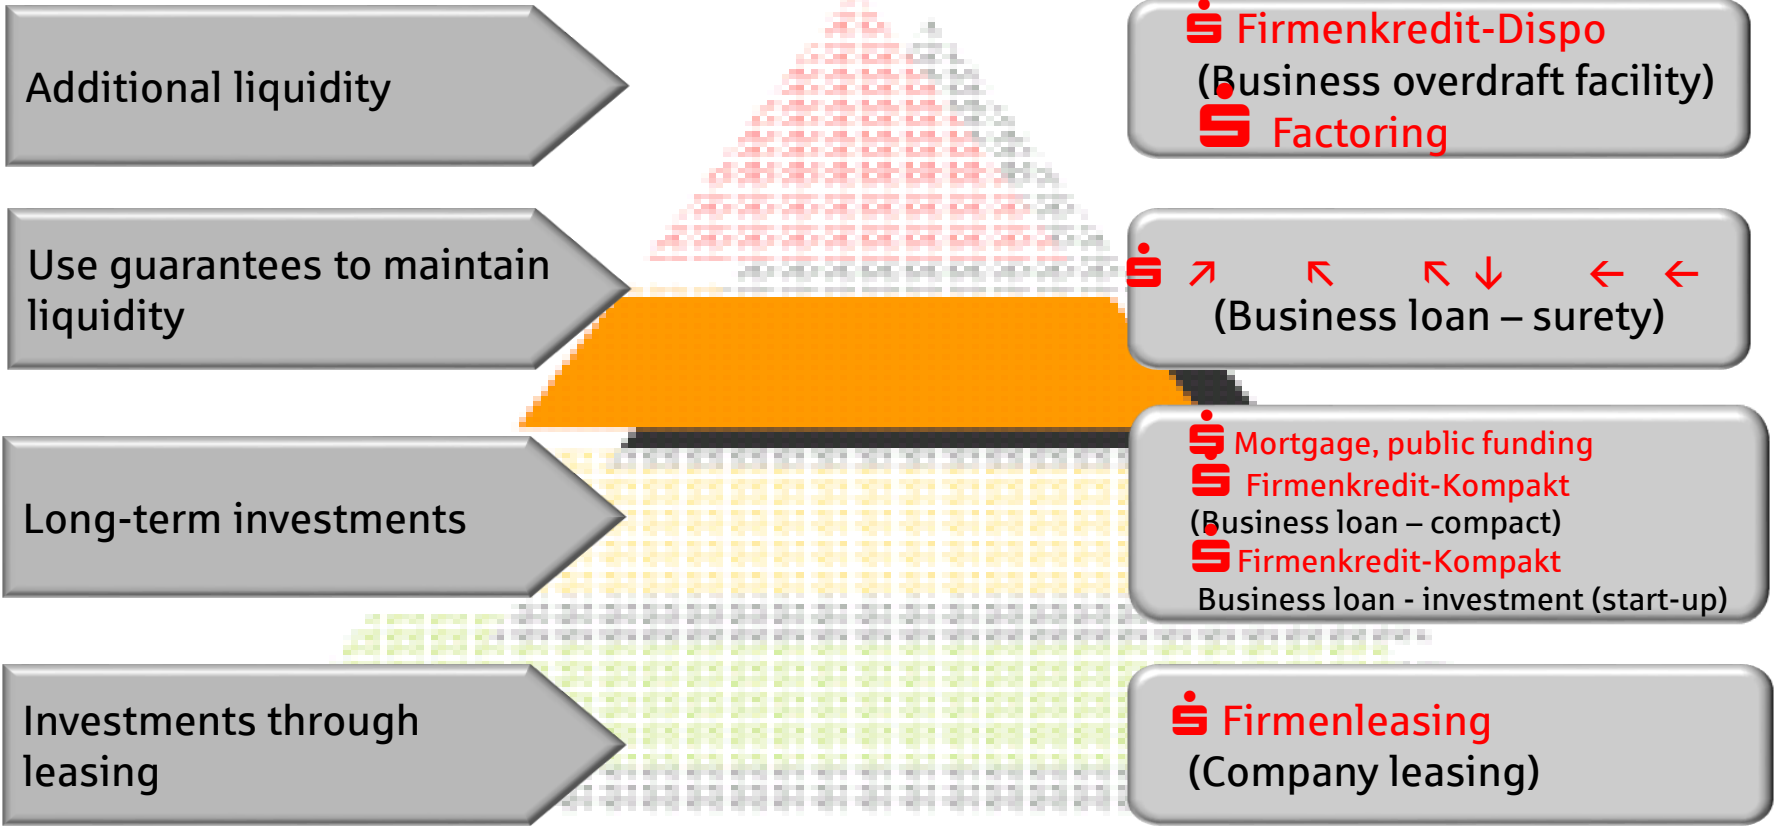 Additional liquidity
Firmenkredit-Dispo
(Business overdraft facility)
Factoring
Use guarantees to maintain
liquidity
↗ ↖ ↖ ↓ ← ←
(Business loan – surety)
Long-term investments
Mortgage, public funding
Firmenkredit-Kompakt
(Business loan – compact)
Firmenkredit-Kompakt
Business loan - investment (start-up)
Investments through
leasing
Firmenleasing
(Company leasing)